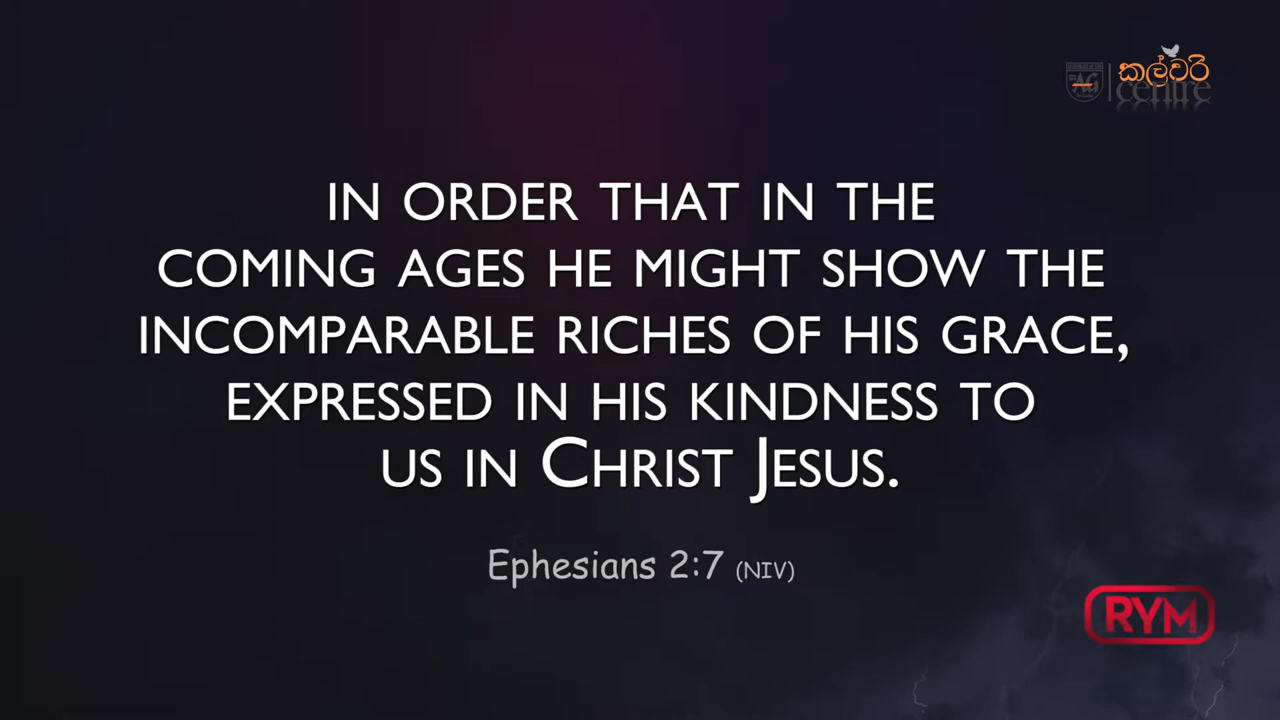 කල්වරි
centre
AG
IN ORDER THAT IN THE
COMING AGES HE MIGHT SHOW THE
INCOMPARABLE RICHES OF HIS GRACE,
EXPRESSED IN HIS KINDNESS TO
US IN CHRIST JESUS.
Ephesians 2:7 (NIV)
RYM